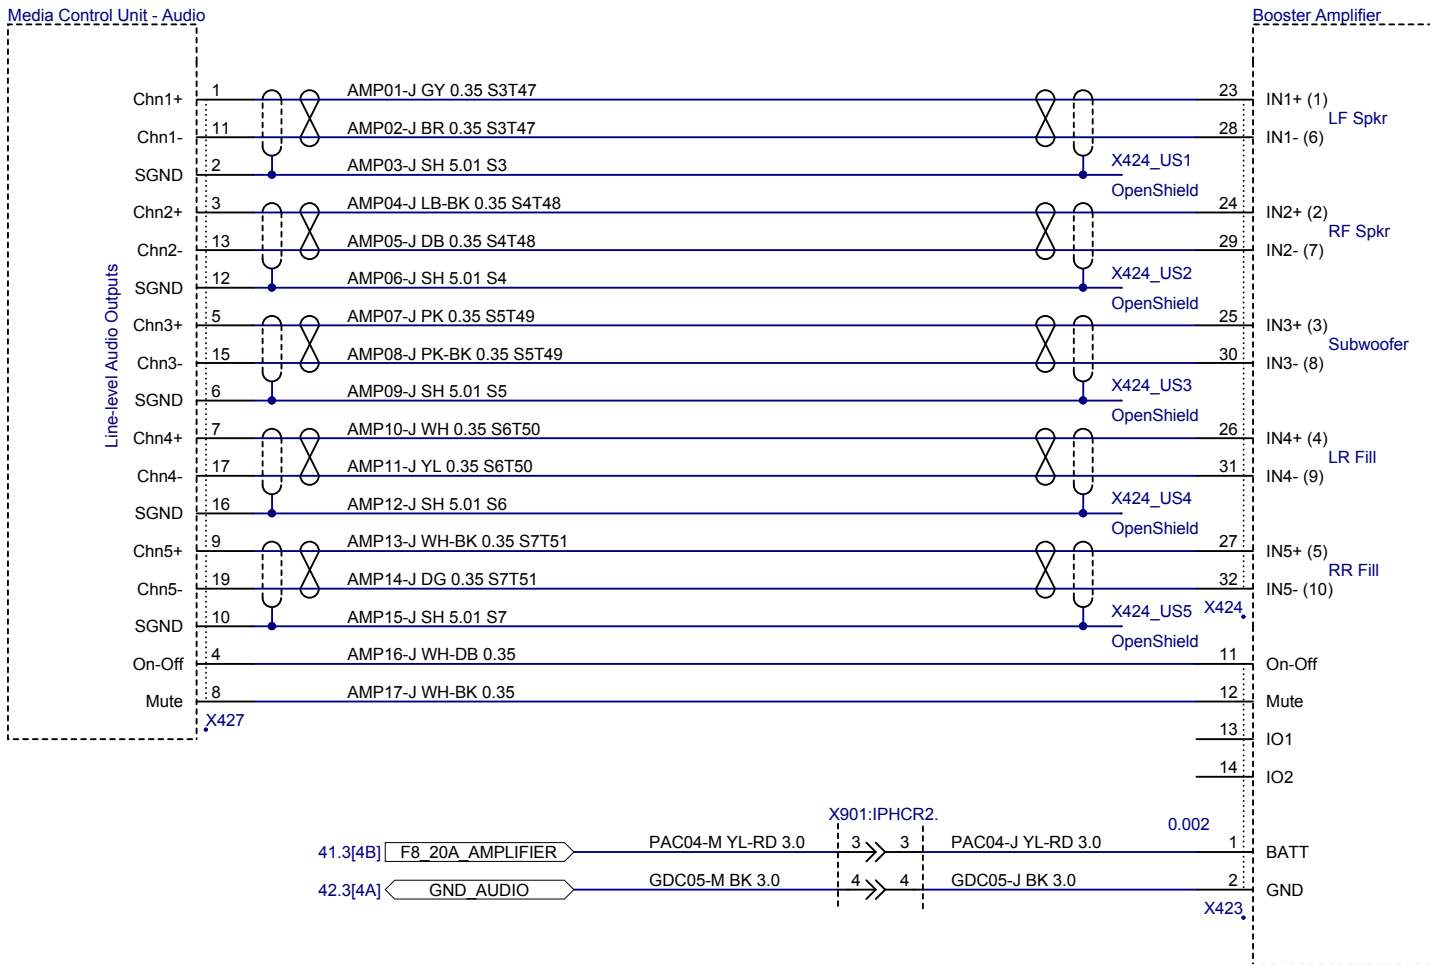 Media Control Unit - Audio
Booster Amplifier
Chn1+ 1 AMP01-J GY 0.35 S3T47 23 IN1+ (1)
LF Spkr
Chn1- 11 AMP02-J BR 0.35 S3T47 28 IN1- (6)
SGND 2 AMP03-J SH 5.01 S3 X424_US1
OpenShield
Chn2+ 3 AMP04-J LB-BK 0.35 S4T48 24 IN2+ (2)
RF Spkr
Chn2- 13 AMP05-J DB 0.35 S4T48 29 IN2- (7)
SGND 12 AMP06-J SH 5.01 S4 X424_US2
OpenShield
Line-level Audio Outputs
Chn3+ 5 AMP07-J PK 0.35 S5T49 25 IN3+ (3)
Subwoofer
Chn3- 15 AMP08-J PK-BK 0.35 S5T49 30 IN3- (8)
SGND 6 AMP09-J SH 5.01 S5 X424_US3
OpenShield
Chn4+ 7 AMP10-J WH 0.35 S6T50 26 IN4+ (4)
LR Fill
Chn4- 17 AMP11-J YL 0.35 S6T50 31 IN4- (9)
SGND 16 AMP12-J SH 5.01 S6 X424_US4
OpenShield
Chn5+ 9 AMP13-J WH-BK 0.35 S7T51 27 IN5+ (5)
RR Fill
Chn5- 19 AMP14-J DG 0.35 S7T51 32 IN5- (10)
SGND 10 AMP15-J SH 5.01 S7 X424_US5 X424
OpenShield
On-Off 4 AMP16-J WH-DB 0.35 11 On-Off
Mute 8 AMP17-J WH-BK 0.35 12 Mute
X427
13 IO1
14 IO2
X901:IPHCR2.
0.002
41.3[4B] F8_20A_AMPLIFIER PAC04-M YL-RD 3.0 3 3 PAC04-J YL-RD 3.0 1 BATT
42.3[4A] GND_AUDIO GDC05-M BK 3.0 4 4 GDC05-J BK 3.0 2 GND
X423